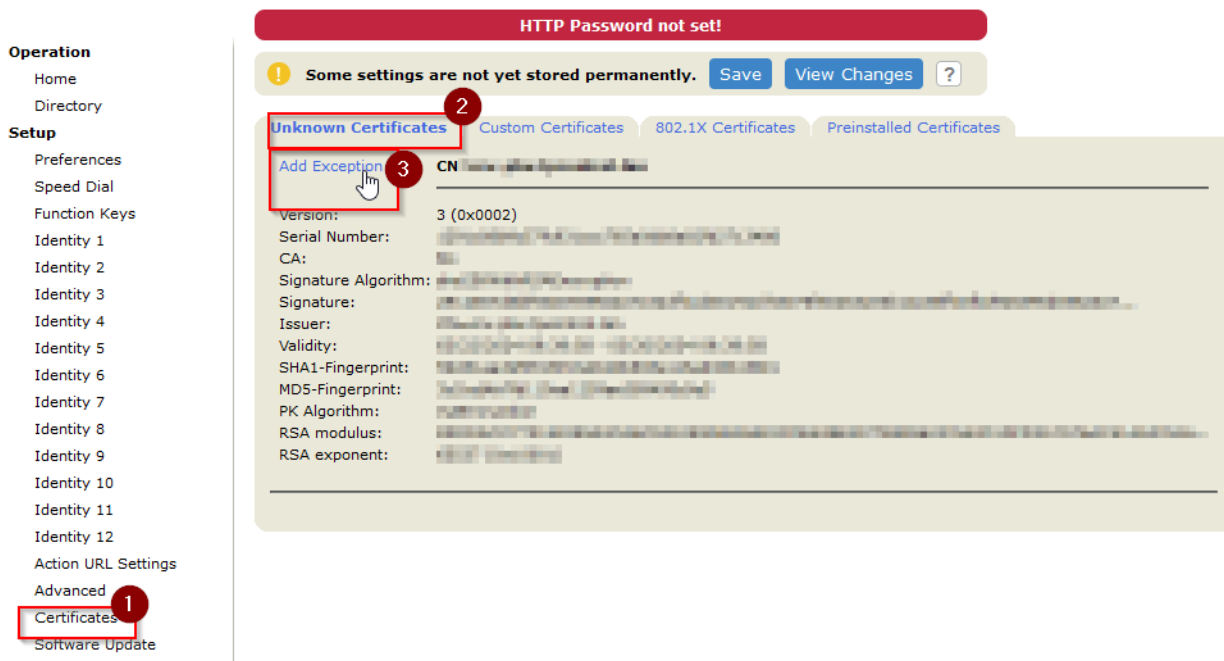 HTTP Password not set!
Operation
Home
Directory
Setup
Preferences
Speed Dial
Function Keys
Identity 1
Identity 2
Identity 3
Identity 4
Identity 5
Identity 6
Identity 7
Identity 8
Identity 9
Identity 10
Identity 11
Identity 12
Action URL Settings
Advanced
1
Certificates
Software Update
! Some settings are not yet stored permanently. Save View Changes ?
2
Unknown Certificates Custom Certificates 802.1X Certificates Preinstalled Certificates
Add Exception 3 CN
Version: 3 (0x0002)
Serial Number:
CA:
Signature Algorithm:
Signature:
Issuer:
Validity:
SHA1-Fingerprint:
MD5-Fingerprint:
PK Algorithm:
RSA modulus:
RSA exponent: